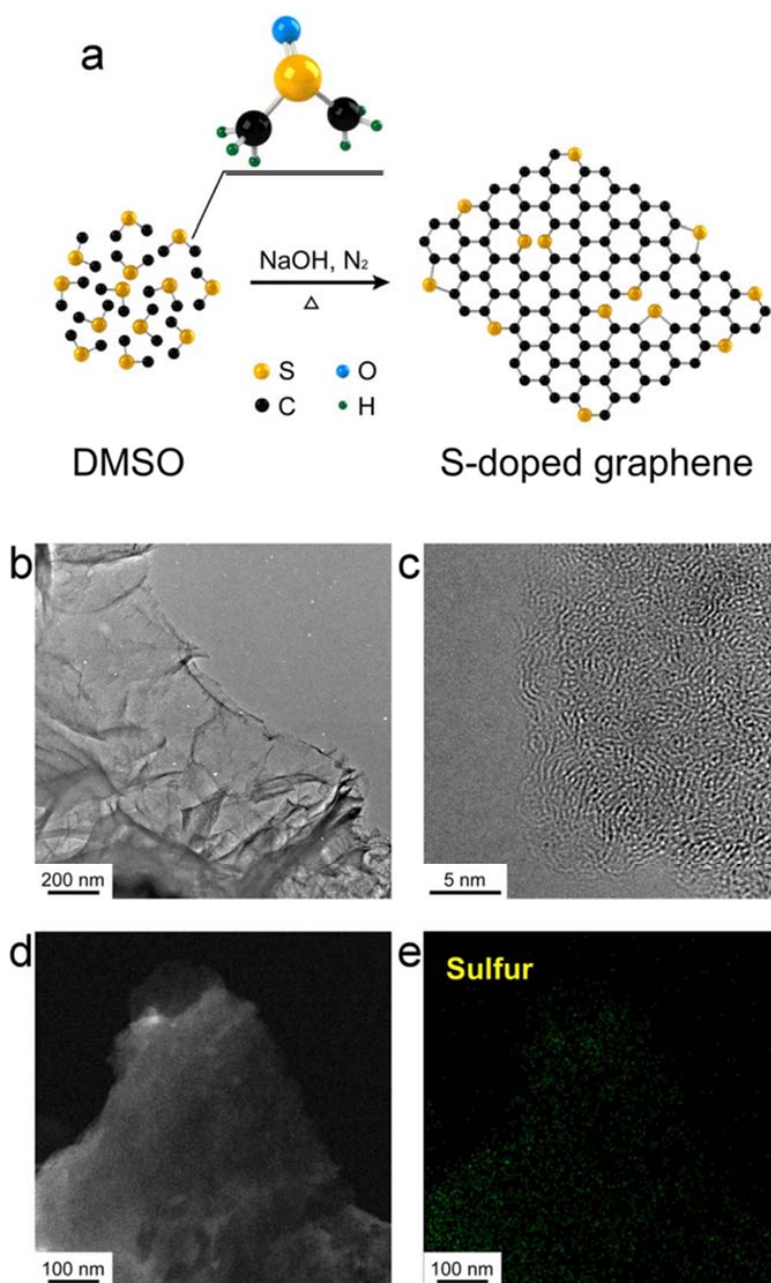 a
NaOH, N₂
△
S
O
C
H
DMSO
S-doped graphene
b
200 nm
c
5 nm
d
100 nm
e
Sulfur
100 nm